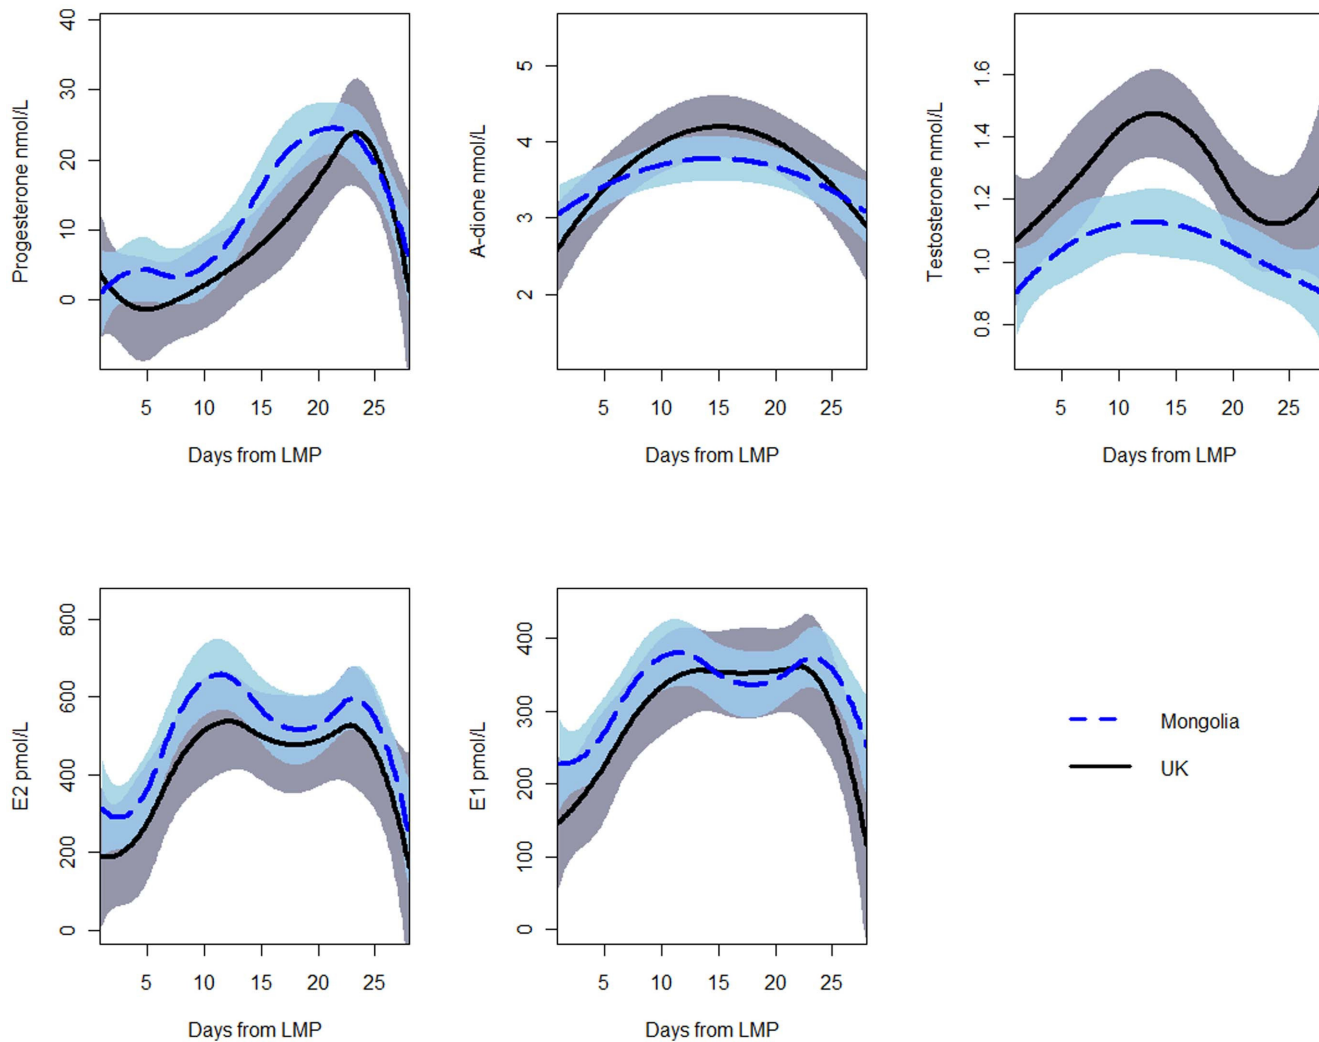 Progesterone nmol/L
40
30
20
10
0
5 10 15 20 25
Days from LMP
A-dione nmol/L
5
4
3
2
5 10 15 20 25
Days from LMP
Testosterone nmol/L
1.6
1.4
1.2
1.0
0.8
5 10 15 20 25
Days from LMP
E2 pmol/L
800
600
400
200
0
5 10 15 20 25
Days from LMP
E1 pmol/L
400
300
200
100
0
5 10 15 20 25
Days from LMP
Mongolia
UK